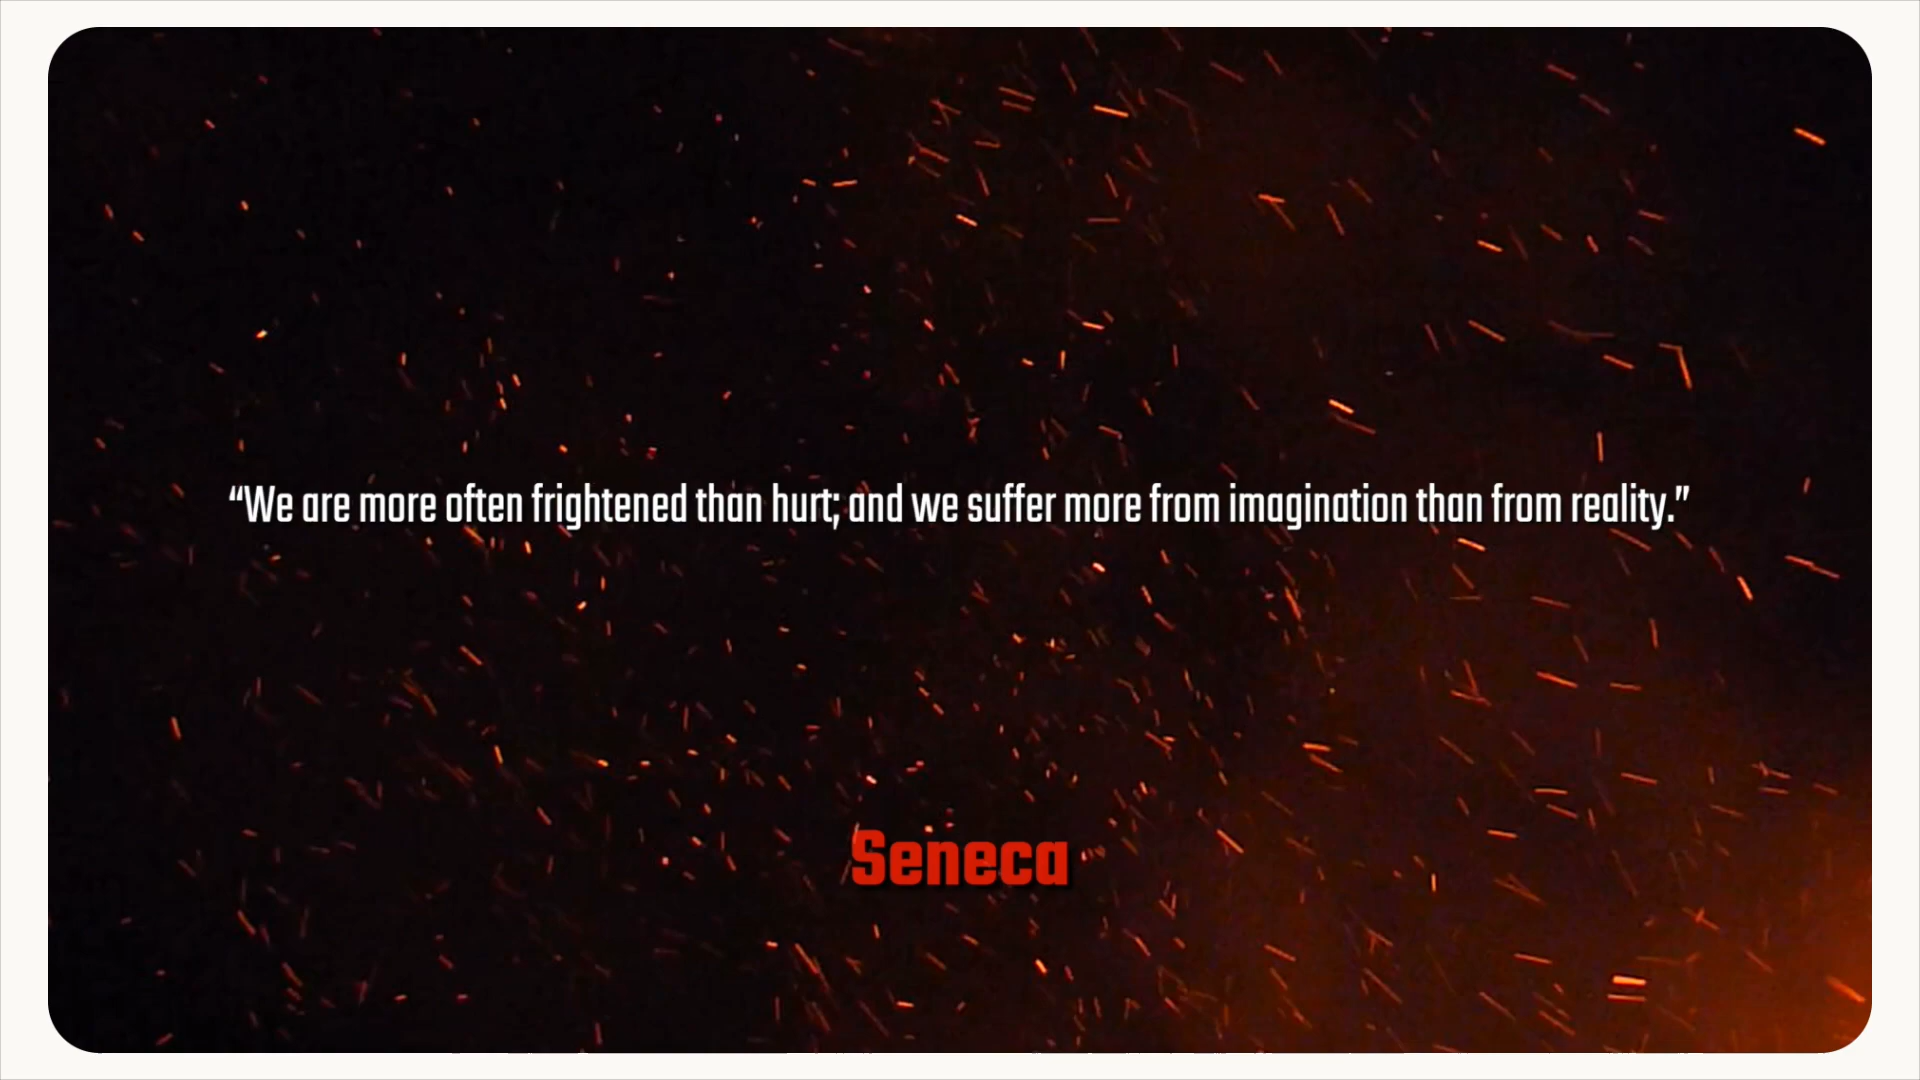 “We are more often frightened than hurt; and we suffer more from imagination than from reality.”
Seneca